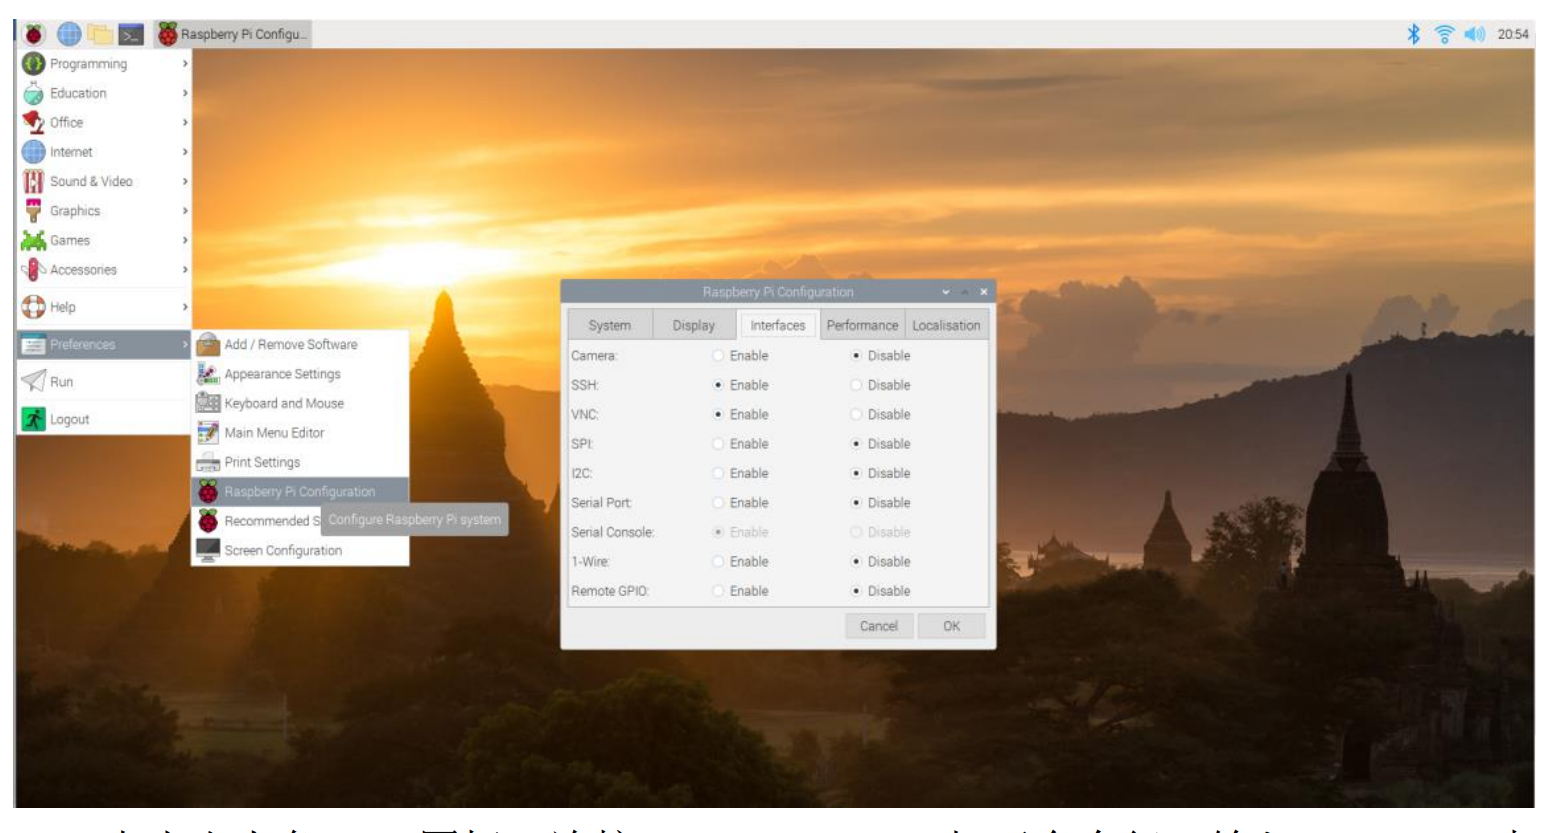 Raspberry Pi Configu...
20:54
Programming
Education
Office
Internet
Sound & Video
Graphics
Games
Accessories
Help
Preferences
Run
Logout
Add / Remove Software
Appearance Settings
Keyboard and Mouse
Main Menu Editor
Print Settings
Raspberry Pi Configuration
Recommended S
Configure Raspberry Pi system
Screen Configuration
Raspberry Pi Configuration
System Display Interfaces Performance Localisation
Camera: Enable Disable
SSH: Enable Disable
VNC: Enable Disable
SPI: Enable Disable
I2C: Enable Disable
Serial Port: Enable Disable
Serial Console: Enable Disable
1-Wire: Enable Disable
Remote GPIO: Enable Disable
Cancel OK